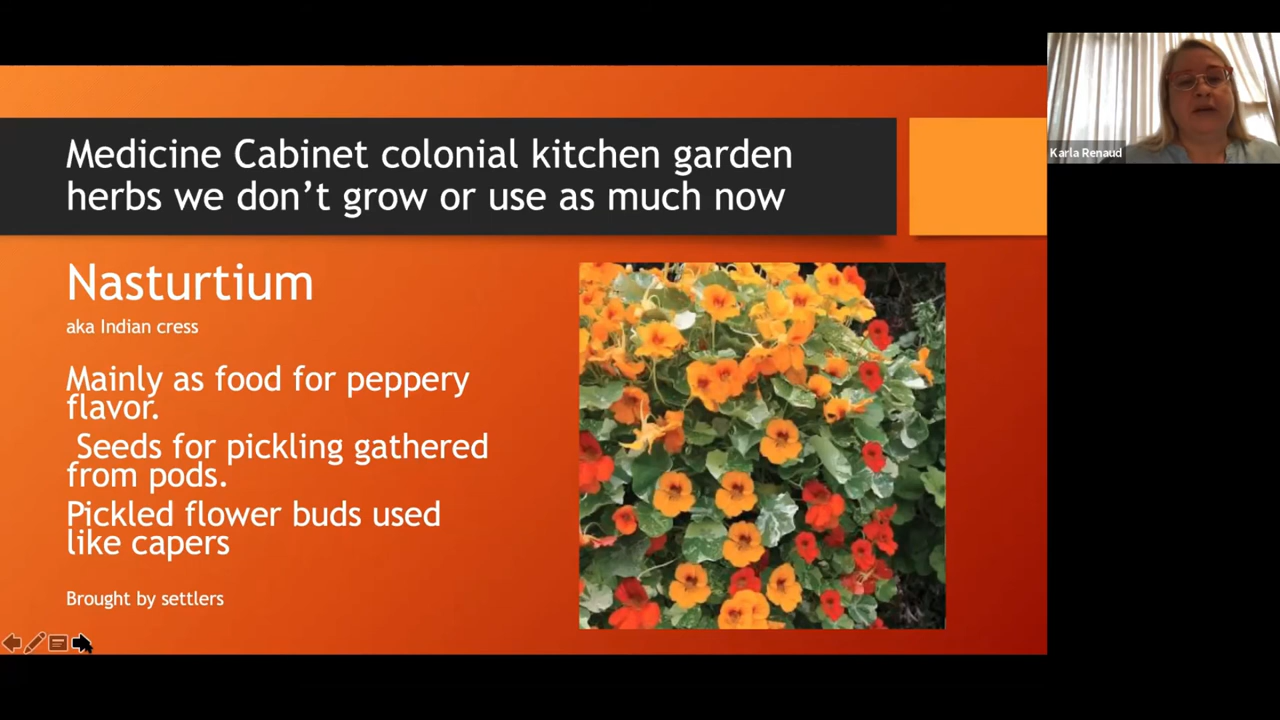 Medicine Cabinet colonial kitchen garden
herbs we don’t grow or use as much now
Karla Renaud
Nasturtium
aka Indian cress
Mainly as food for peppery
flavor.
Seeds for pickling gathered
from pods.
Pickled flower buds used
like capers
Brought by settlers